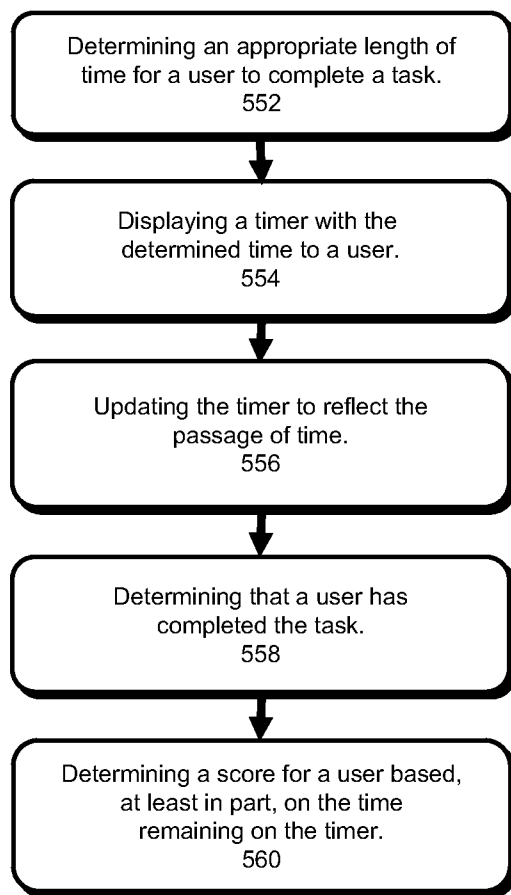 Determining an appropriate length of
time for a user to complete a task.
552
Displaying a timer with the
determined time to a user.
554
Updating the timer to reflect the
passage of time.
556
Determining that a user has
completed the task.
558
Determining a score for a user based,
at least in part, on the time
remaining on the timer.
560